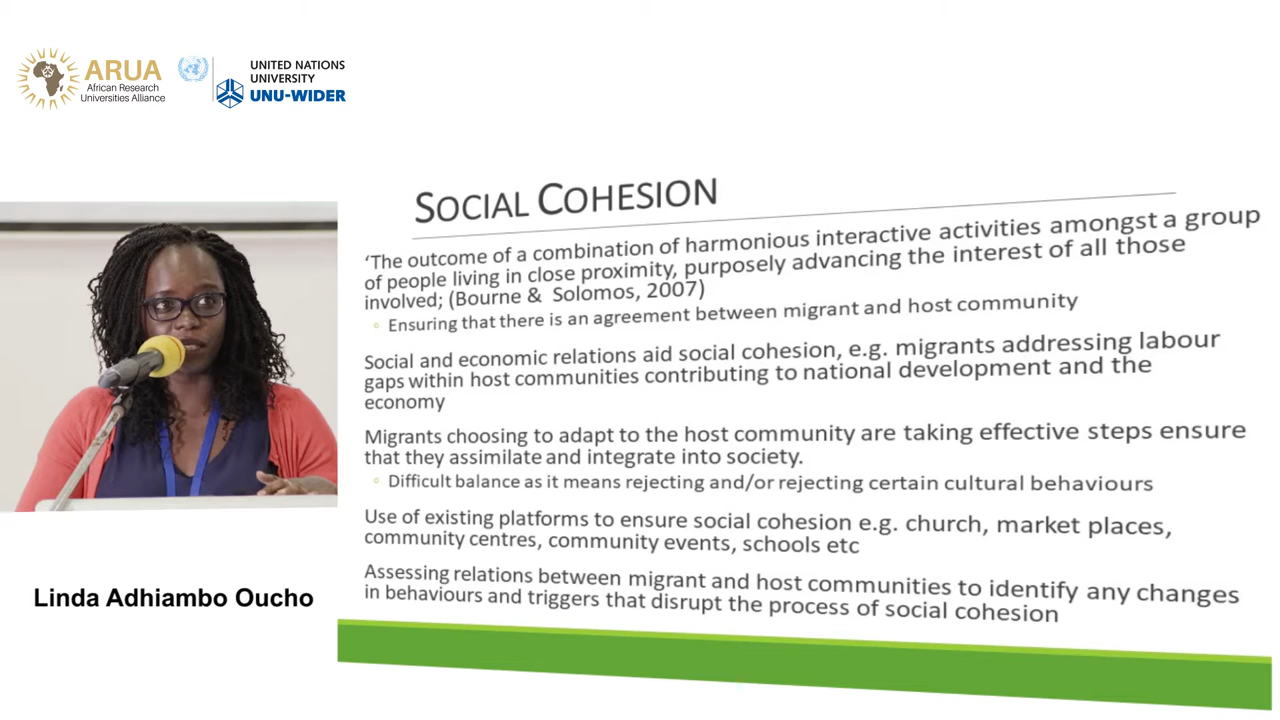 ARUA
African Research
Universities Alliance
UNITED NATIONS
UNIVERSITY
UNU-WIDER
SOCIAL COHESION
‘The outcome of a combination of harmonious interactive activities amongst a group
of people living in close proximity, purposely advancing the interest of all those
involved; (Bourne & Solomos, 2007)
◦ Ensuring that there is an agreement between migrant and host community
Social and economic relations aid social cohesion, e.g. migrants addressing labour
gaps within host communities contributing to national development and the
economy
Migrants choosing to adapt to the host community are taking effective steps ensure
that they assimilate and integrate into society.
◦ Difficult balance as it means rejecting and/or rejecting certain cultural behaviours
Use of existing platforms to ensure social cohesion e.g. church, market places,
community centres, community events, schools etc
Assessing relations between migrant and host communities to identify any changes
in behaviours and triggers that disrupt the process of social cohesion
Linda Adhiambo Oucho